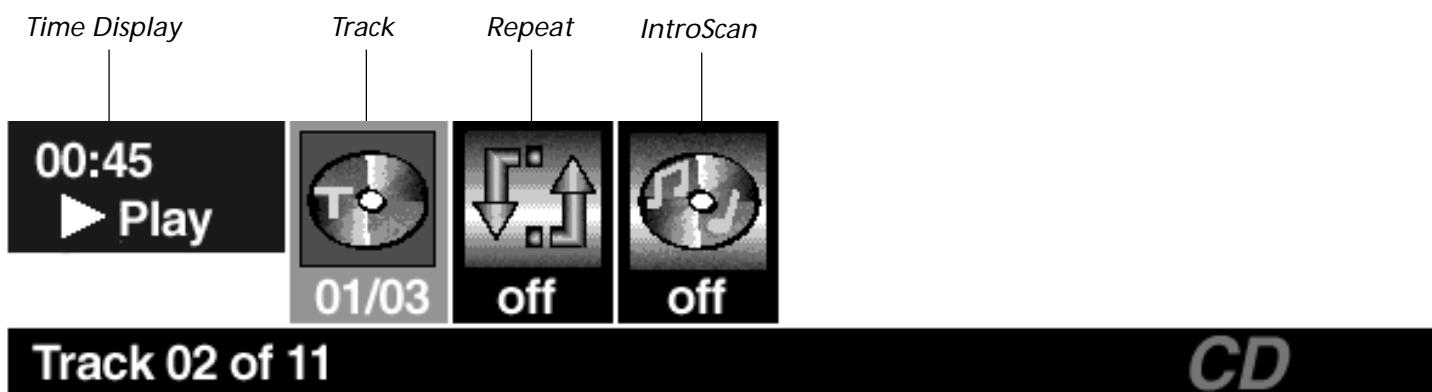 Time Display Track Repeat IntroScan
00:45
Play
T
01/03 off off
Track 02 of 11 CD